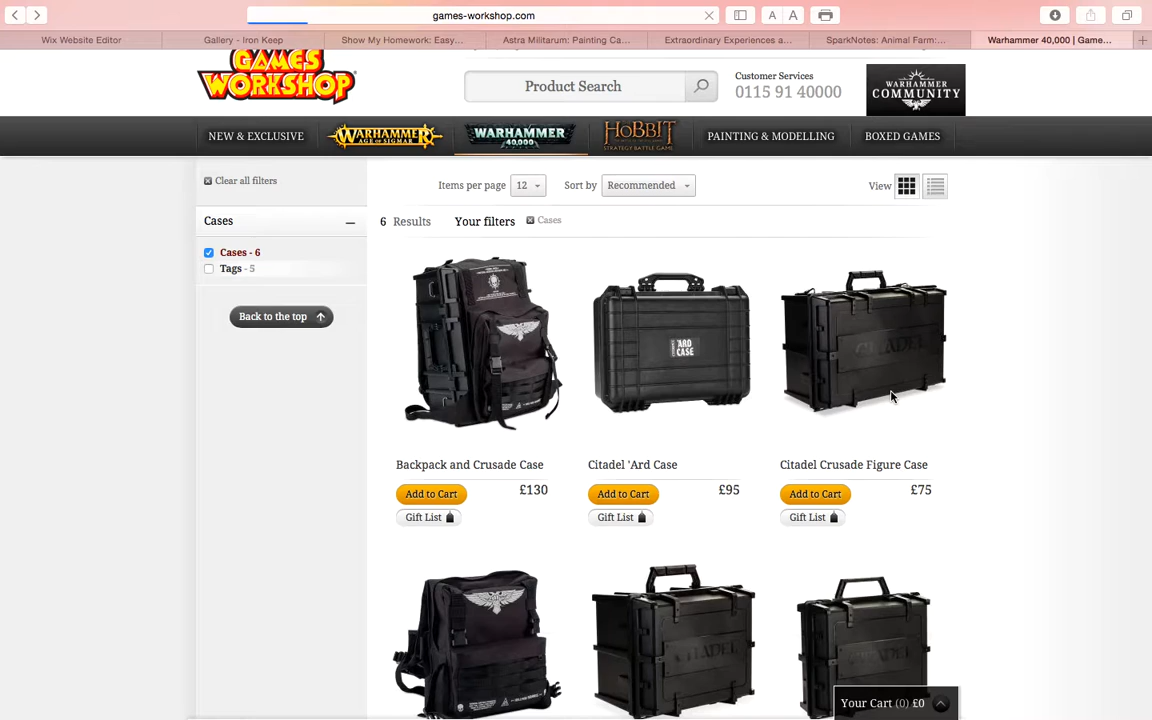 games-workshop.com
A A
Wix Website Editor
Gallery - Iron Keep
Show My Homework: Easy...
Astra Militarum: Painting Ca...
Extraordinary Experiences a...
SparkNotes: Animal Farm:...
Warhammer 40,000 | Game...
GAMES WORKSHOP
Product Search
Customer Services
0115 91 40000
WARHAMMER
COMMUNITY
NEW & EXCLUSIVE
WARHAMMER
AGE OF SIGMAR
WARHAMMER
40,000
THE HOBBIT
STRATEGY BATTLE GAME
PAINTING & MODELLING
BOXED GAMES
Clear all filters
Items per page 12
Sort by Recommended
View
Cases
6 Results Your filters Cases
Cases - 6
Tags - 5
Back to the top
'ARD
CASE
CITADEL
Backpack and Crusade Case
Citadel 'Ard Case
Citadel Crusade Figure Case
Add to Cart £130
Add to Cart £95
Add to Cart £75
Gift List
Gift List
Gift List
CITADEL
Your Cart (0) £0